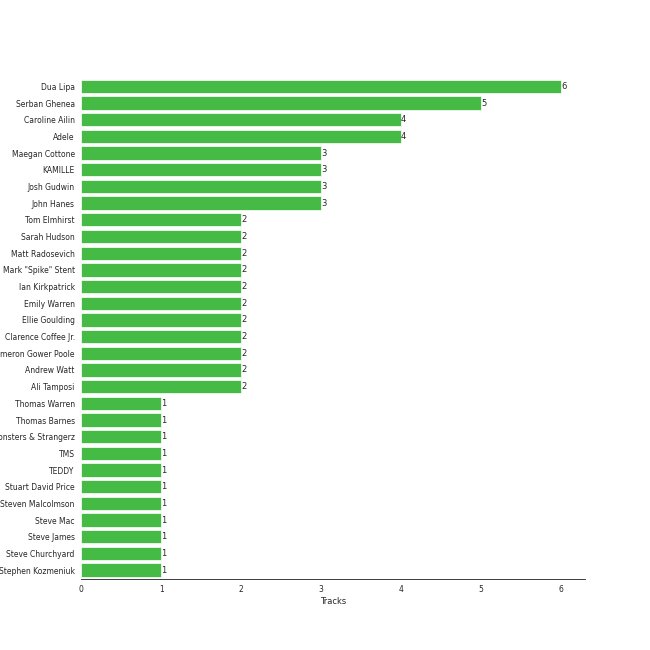 Dua Lipa 6
Serban Ghenea 5
Caroline Ailin 4
Adele 4
Maegan Cottone 3
KAMILLE 3
Josh Gudwin 3
John Hanes 3
Tom Elmhirst 2
Sarah Hudson 2
Matt Radosevich 2
Mark "Spike" Stent 2
Ian Kirkpatrick 2
Emily Warren 2
Ellie Goulding 2
Clarence Coffee Jr. 2
meron Gower Poole 2
Andrew Watt 2
Ali Tamposi 2
Thomas Warren 1
Thomas Barnes 1
onsters & Strangerz 1
TMS 1
TEDDY 1
Stuart David Price 1
Steven Malcolmson 1
Steve Mac 1
Steve James 1
Steve Churchyard 1
Stephen Kozmeniuk 1
0 1 2 3 4 5 6
Tracks